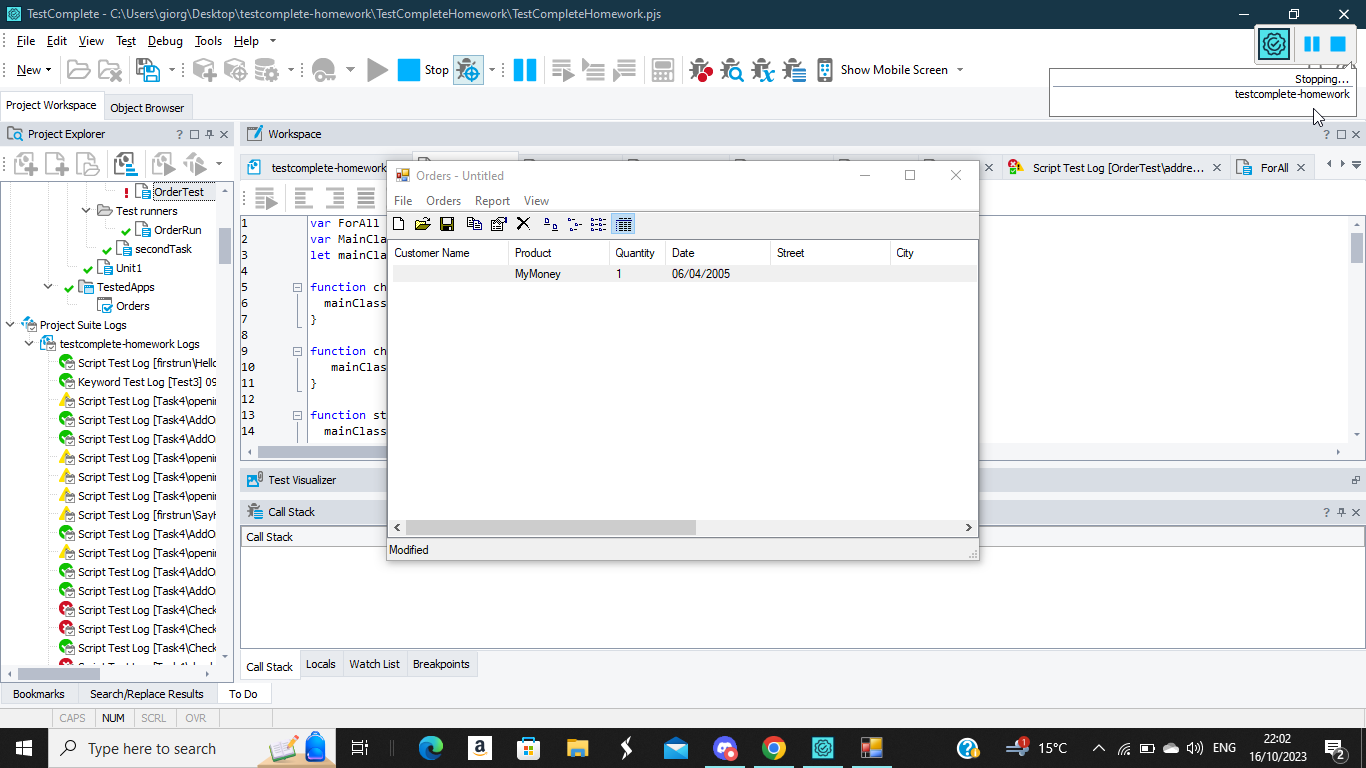 TestComplete - C:\Users\giorg\Desktop\testcomplete-homework\TestCompleteHomework\TestCompleteHomework.pjs
File Edit View Test Debug Tools Help
New Stop Show Mobile Screen
Stopping...
testcomplete-homework
Project Workspace Object Browser
Project Explorer ?
Workspace ?
testcomplete-homework Script Test Log [OrderTest\addre... ForAll
OrderTest
Test runners
OrderRun
secondTask
Unit1
TestedApps
Orders
Project Suite Logs
testcomplete-homework Logs
Script Test Log [firstrun\Hello
Keyword Test Log [Test3] 09
Script Test Log [Task4\openin
Script Test Log [Task4\AddO
Script Test Log [Task4\AddO
Script Test Log [Task4\openin
Script Test Log [Task4\openin
Script Test Log [Task4\openin
Script Test Log [firstrun\SayH
Script Test Log [Task4\AddO
Script Test Log [Task4\openin
Script Test Log [Task4\AddO
Script Test Log [Task4\AddO
Script Test Log [Task4\Check
Script Test Log [Task4\Check
Script Test Log [Task4\Check
1 var ForAll
2 var MainCla
3 let mainCla
4
5 function ch
6 mainClass
7 }
8
9 function ch
10 mainClas
11 }
12
13 function st
14 mainClass
Orders - Untitled
File Orders Report View
Customer Name Product Quantity Date Street City
MyMoney 1 06/04/2005
Modified
Test Visualizer
Call Stack ?
Call Stack
Call Stack Locals Watch List Breakpoints
Bookmarks Search/Replace Results To Do
CAPS NUM SCRL OVR
Type here to search
15°C
ENG
22:02
16/10/2023
2